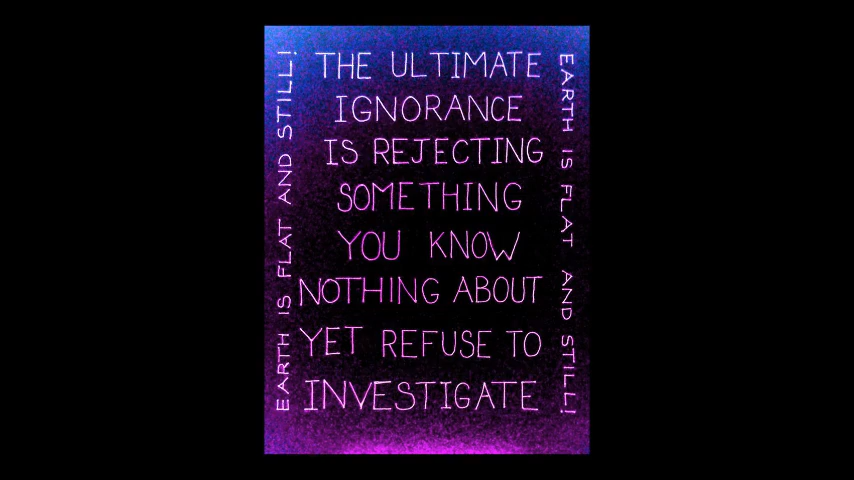 EARTH IS FLAT AND STILL!
THE ULTIMATE
IGNORANCE
IS REJECTING
SOMETHING
YOU KNOW
NOTHING ABOUT
YET REFUSE TO
INVESTIGATE
EARTH IS FLAT AND STILL!